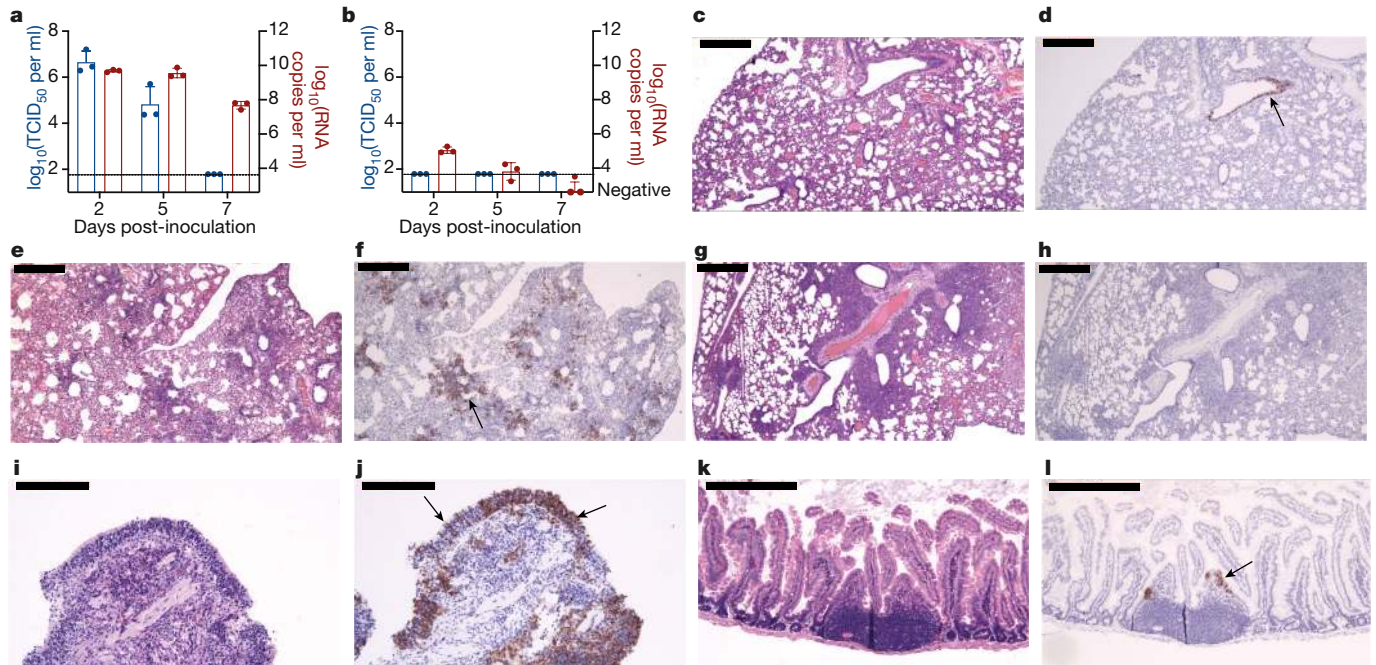 a
8
6
4
2
log10(TCID50 per ml)
12
10
8
6
4
log10(RNA
copies per ml)
2 5 7
Days post-inoculation
b
8
6
4
2
log10(TCID50 per ml)
12
10
8
6
4
Negative
log10(RNA
copies per ml)
2 5 7
Days post-inoculation
c
d
e
f
g
h
i
j
k
l